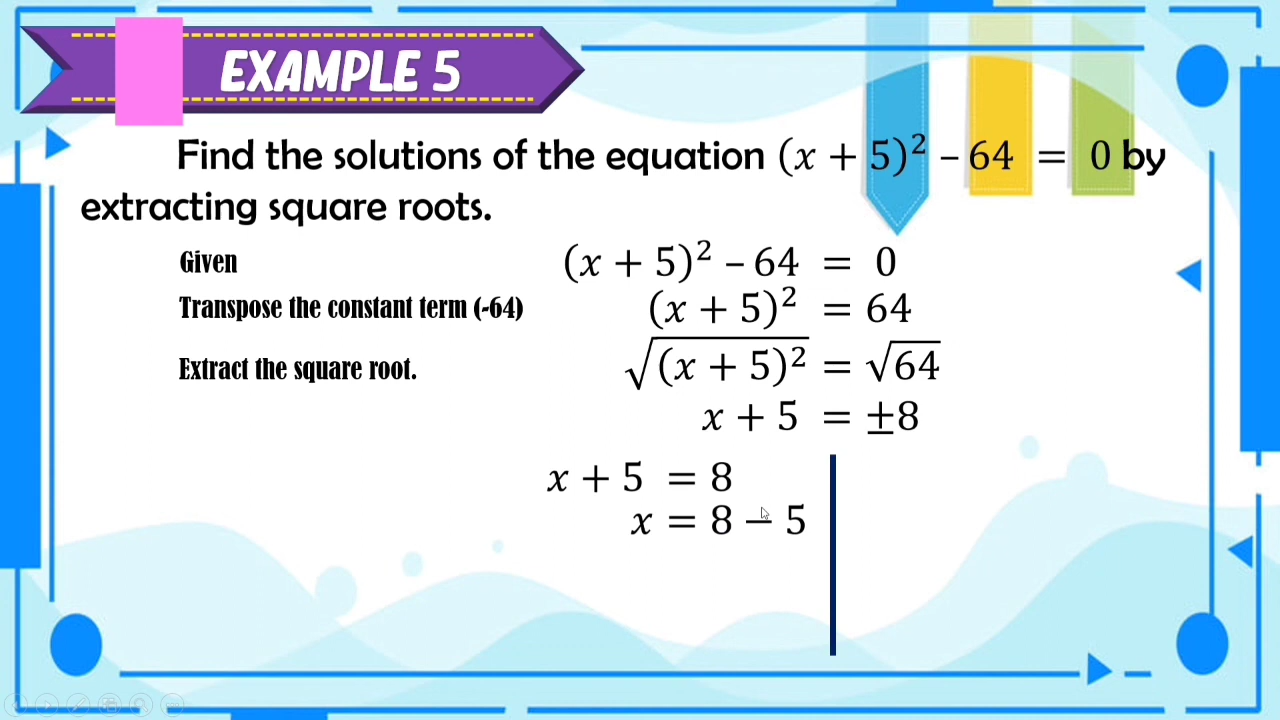 EXAMPLE 5
Find the solutions of the equation (x + 5)² – 64 = 0 by
extracting square roots.
Given (x + 5)² – 64 = 0
Transpose the constant term (-64) (x + 5)² = 64
Extract the square root. √(x + 5)² = √64
x + 5 = ±8
x + 5 = 8
x = 8 − 5